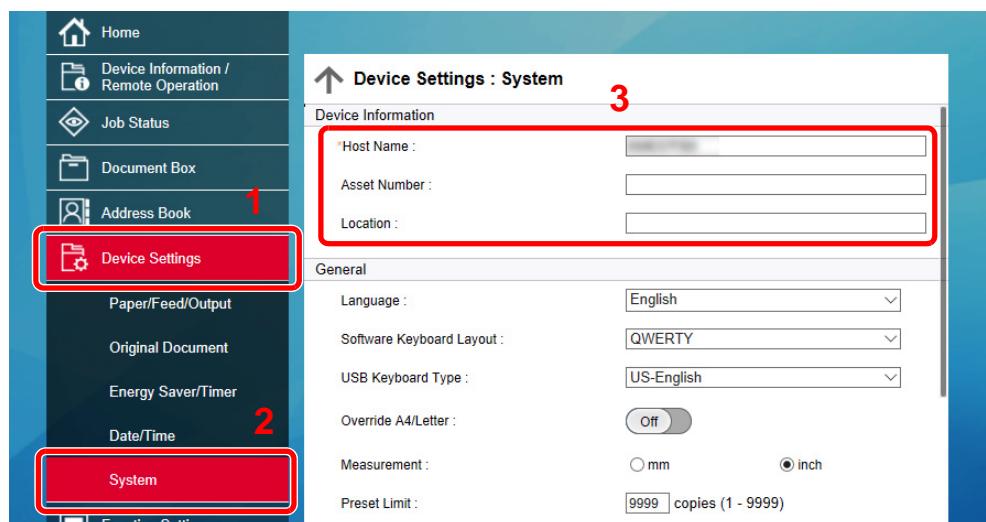 Home
Device Information /
Remote Operation
Job Status
Document Box
1
Address Book
Device Settings
Paper/Feed/Output
Original Document
Energy Saver/Timer
2
Date/Time
System
Device Settings : System
3
Device Information
*Host Name :
Asset Number :
Location :
General
Language : English
Software Keyboard Layout : QWERTY
USB Keyboard Type : US-English
Override A4/Letter : Off
Measurement : mm inch
Preset Limit : 9999 copies (1 - 9999)